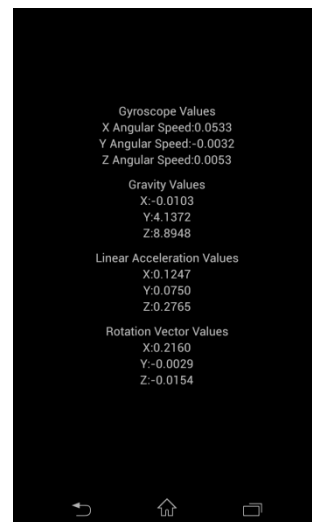 Gyroscope Values
X Angular Speed:0.0533
Y Angular Speed:-0.0032
Z Angular Speed:0.0053
Gravity Values
X:-0.0103
Y:4.1372
Z:8.8948
Linear Acceleration Values
X:0.1247
Y:0.0750
Z:0.2765
Rotation Vector Values
X:0.2160
Y:-0.0029
Z:-0.0154